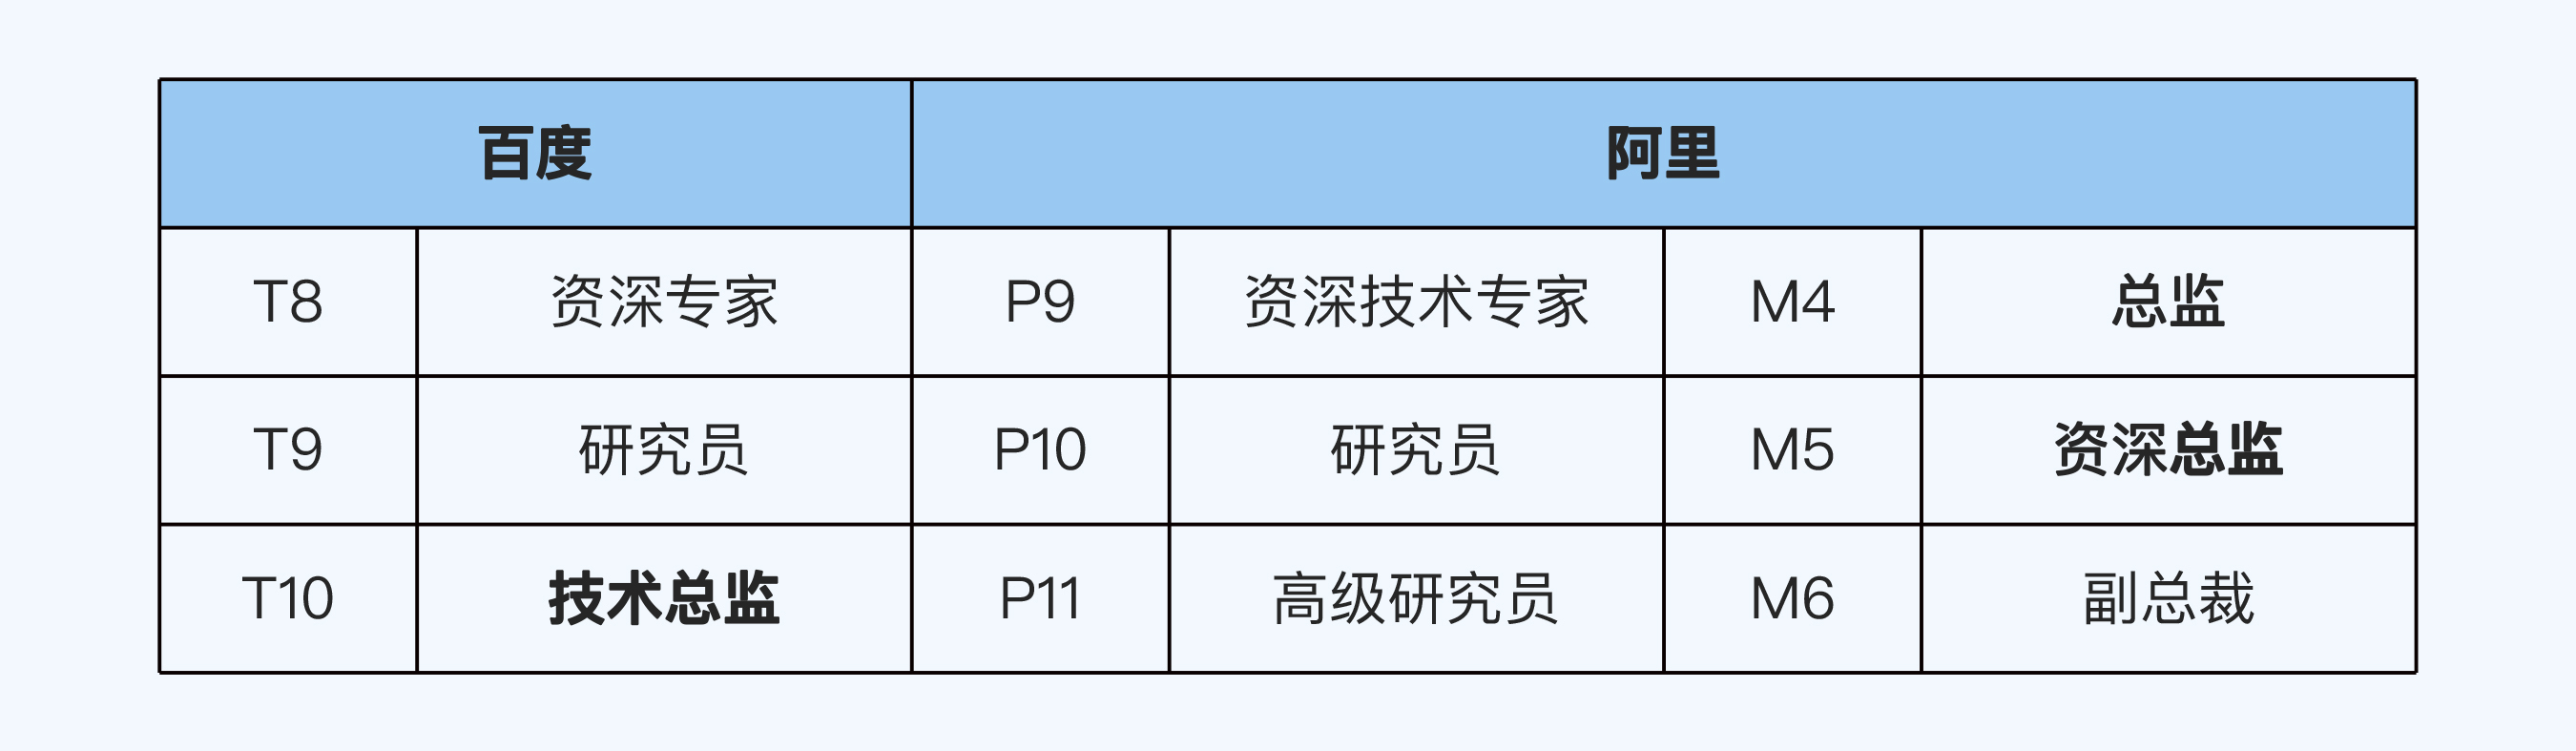 百度 阿里
T8 资深专家 P9 资深技术专家 M4 总监
T9 研究员 P10 研究员 M5 资深总监
T10 技术总监 P11 高级研究员 M6 副总裁